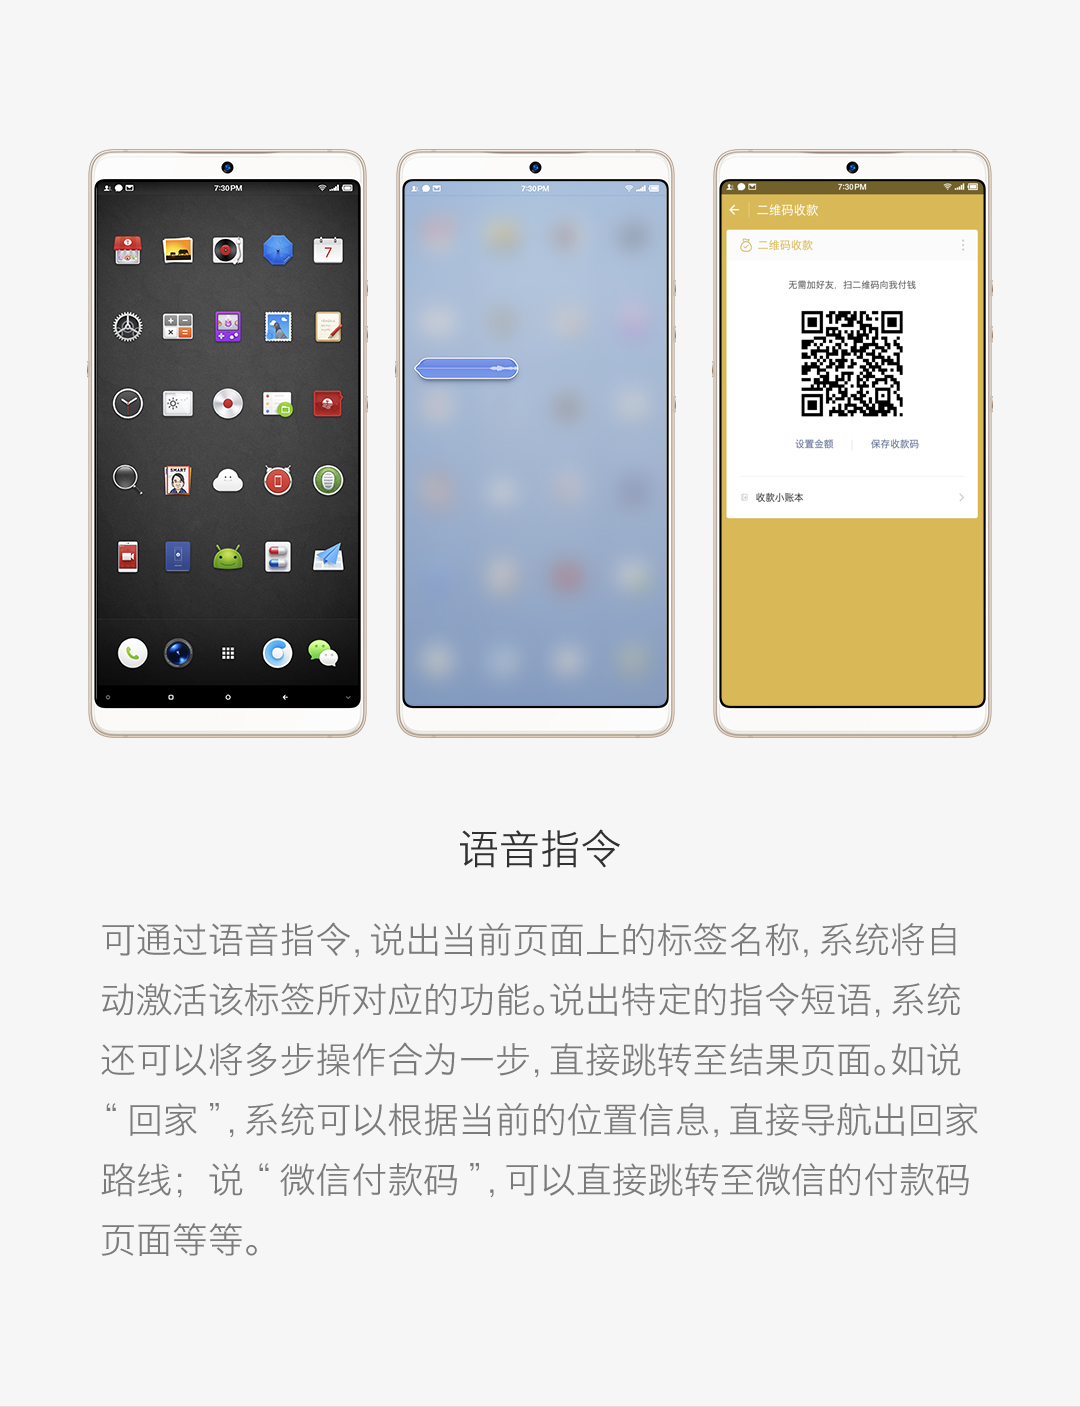 7:30PM
7:30PM
7:30PM
二维码收款
7
二维码收款
无需加好友，扫二维码向我付钱
设置金额
保存收款码
SMART
收款小账本
语音指令
可通过语音指令，说出当前页面上的标签名称，系统将自
动激活该标签所对应的功能。说出特定的指令短语，系统
还可以将多步操作合为一步，直接跳转至结果页面。如说
“回家”，系统可以根据当前的位置信息，直接导航出回家
路线；说“微信付款码”，可以直接跳转至微信的付款码
页面等等。